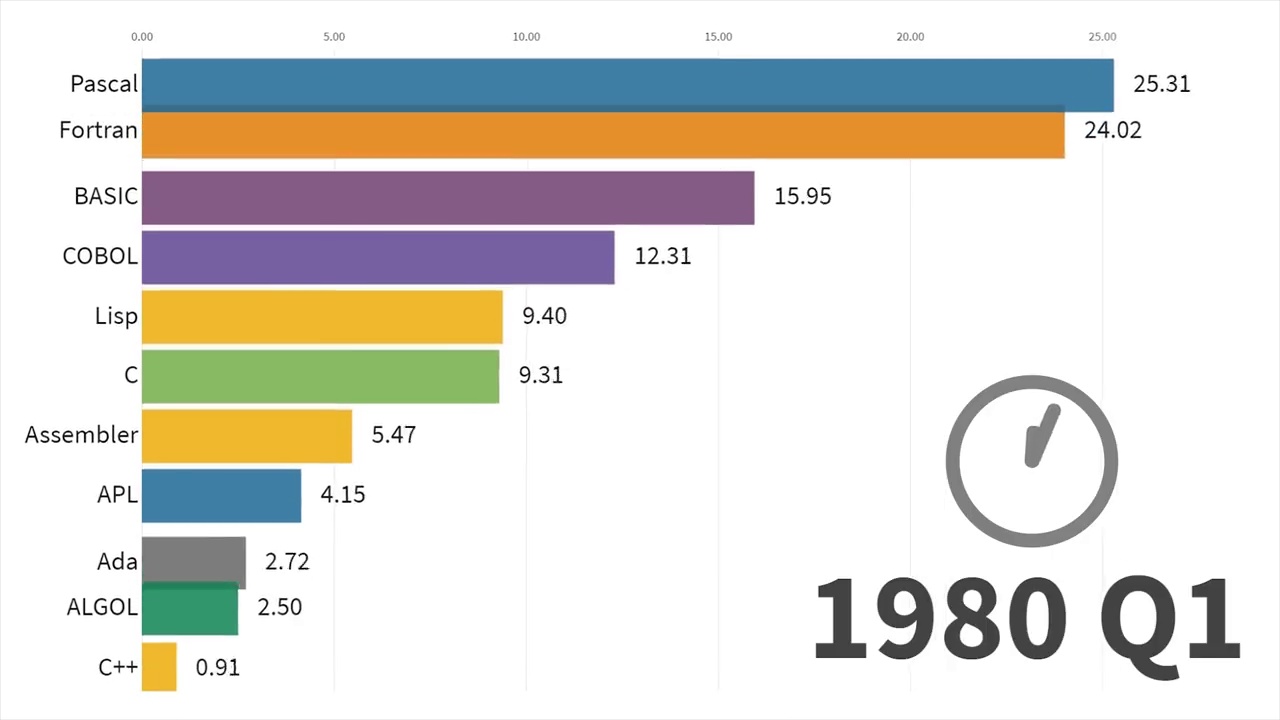 0.00 5.00 10.00 15.00 20.00 25.00
Pascal 25.31
Fortran 24.02
BASIC 15.95
COBOL 12.31
Lisp 9.40
C 9.31
Assembler 5.47
APL 4.15
Ada 2.72
ALGOL 2.50
C++ 0.91
1980 Q1